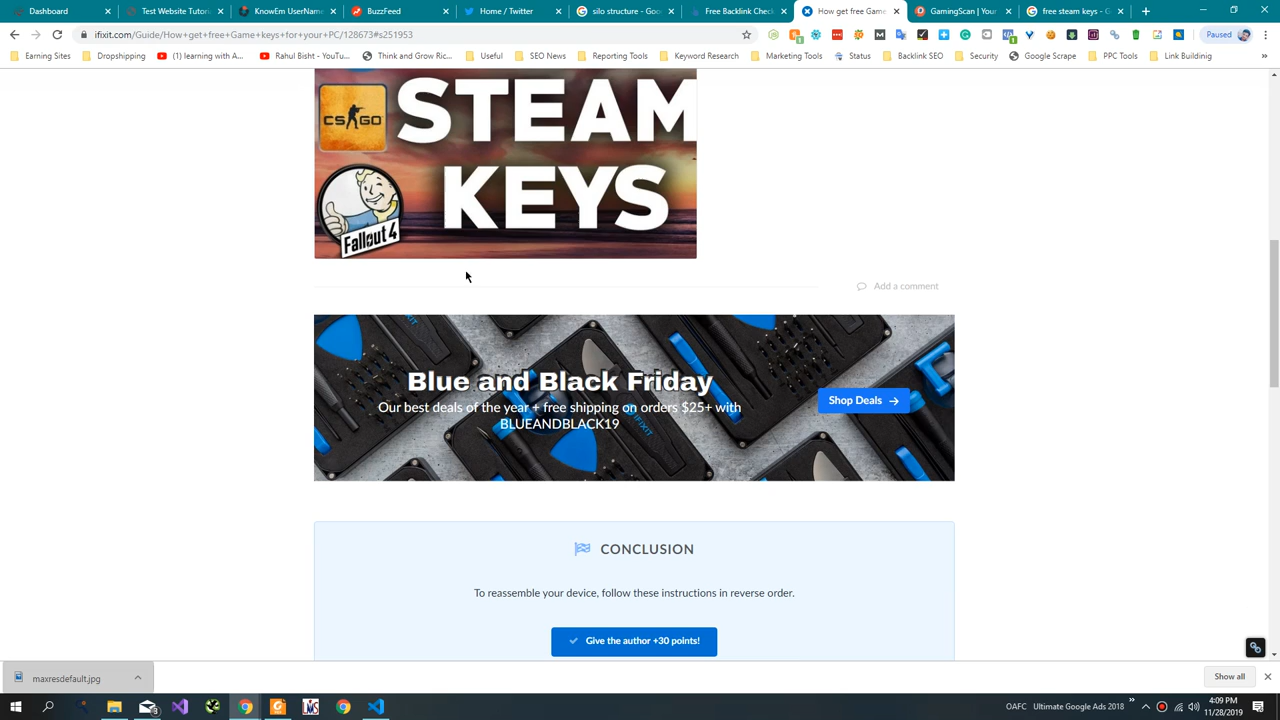 Dashboard
Test Website Tutori
KnowEm UserName
BuzzFeed
Home / Twitter
silo structure - Goo
Free Backlink Check
How get free Game
GamingScan | Your
free steam keys - G
ifixit.com/Guide/How+get+free+Game+keys+for+your+PC/128673#s251953
Paused
Earning Sites
Dropshipping
(1) learning with A...
Rahul Bisht - YouTu...
Think and Grow Ric...
Useful
SEO News
Reporting Tools
Keyword Research
Marketing Tools
Status
Backlink SEO
Security
Google Scrape
PPC Tools
Link Buildinig
»
CS GO
STEAM
KEYS
Fallout 4
Add a comment
Blue and Black Friday
Our best deals of the year + free shipping on orders $25+ with
BLUEANDBLACK19
Shop Deals
IFIXIT
CONCLUSION
To reassemble your device, follow these instructions in reverse order.
Give the author +30 points!
maxresdefault.jpg
Show all
OAFC
Ultimate Google Ads 2018
»
4:09 PM
11/28/2019